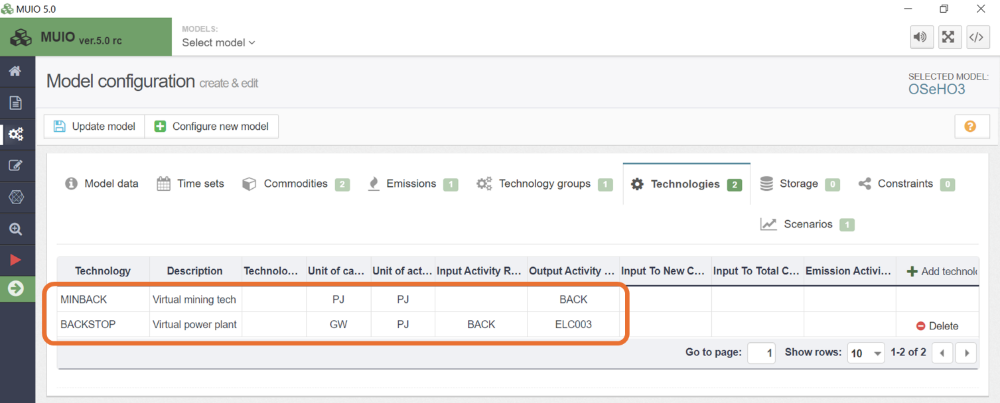 MUIO 5.0
MUIO ver.5.0 rc
MODELS:
Select model
Model configuration create & edit
SELECTED MODEL:
OSeHO3
Update model Configure new model
Model data Time sets Commodities 2 Emissions 1 Technology groups 1 Technologies 2 Storage 0 Constraints 0
Scenarios 1
Technology Description Technolo... Unit of ca... Unit of act... Input Activity R... Output Activity ... Input To New C... Input To Total C... Emission Activi... Add technolo
MINBACK Virtual mining tech PJ PJ BACK
BACKSTOP Virtual power plant GW PJ BACK ELC003 Delete
Go to page: 1 Show rows: 10 1-2 of 2